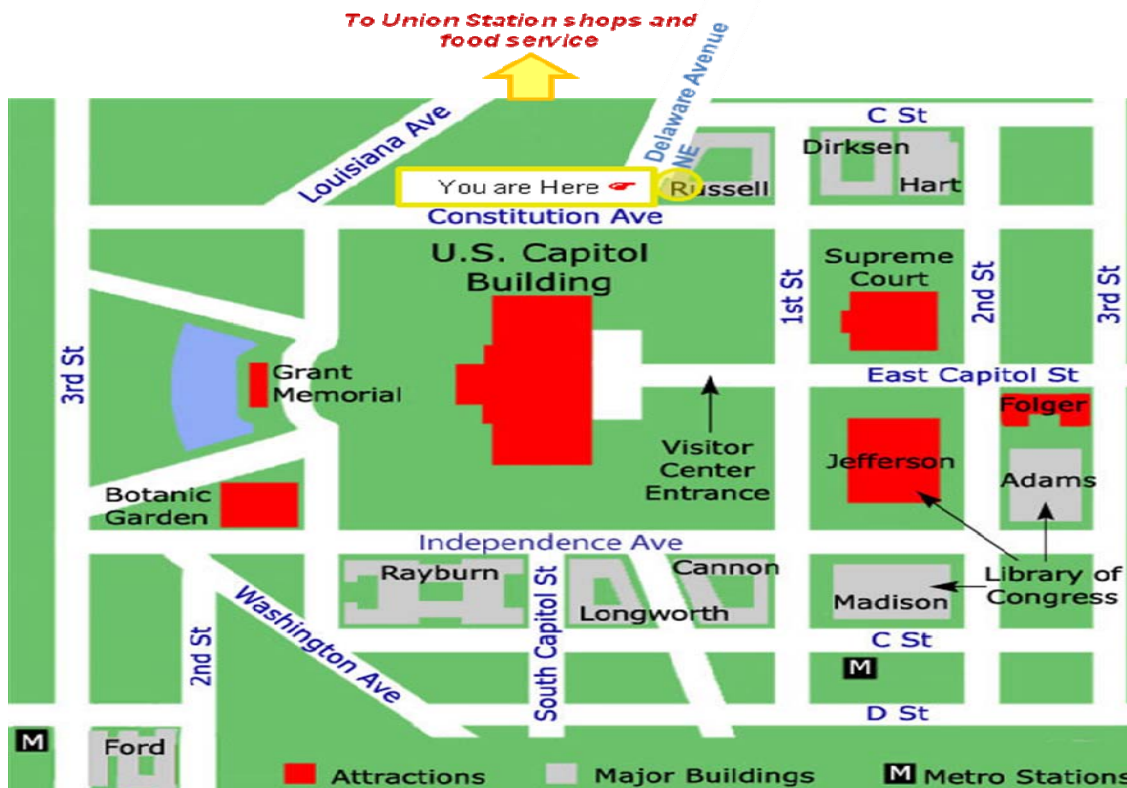 To Union Station shops and
food service
Delaware Avenue
NE
C St
Louisiana Ave
Dirksen
Hart
You are Here
Russell
Constitution Ave
U.S. Capitol
Building
Supreme
Court
1st St
2nd St
3rd St
3rd St
Grant
Memorial
East Capitol St
Folger
Visitor
Center
Entrance
Jefferson
Adams
Botanic
Garden
Independence Ave
Rayburn
Cannon
Longworth
Madison
Library of
Congress
Washington Ave
2nd St
South Capitol St
C St
M
D St
M
Ford
Attractions
Major Buildings
M Metro Stations